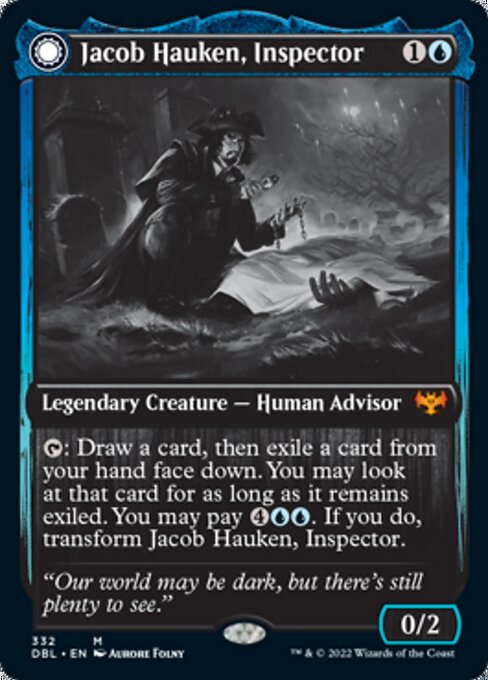 Jacob Hauken, Inspector 1
: Draw a card, then exile a card from
your hand face down. You may look
at that card for as long as it remains
exiled. You may pay 4. If you do,
transform Jacob Hauken, Inspector.
Legendary Creature — Human Advisor
“Our world may be dark, but there’s still
plenty to see.”
0/2
332 M
DBL • EN Aurore Folny
™ & © 2022 Wizards of the Coast